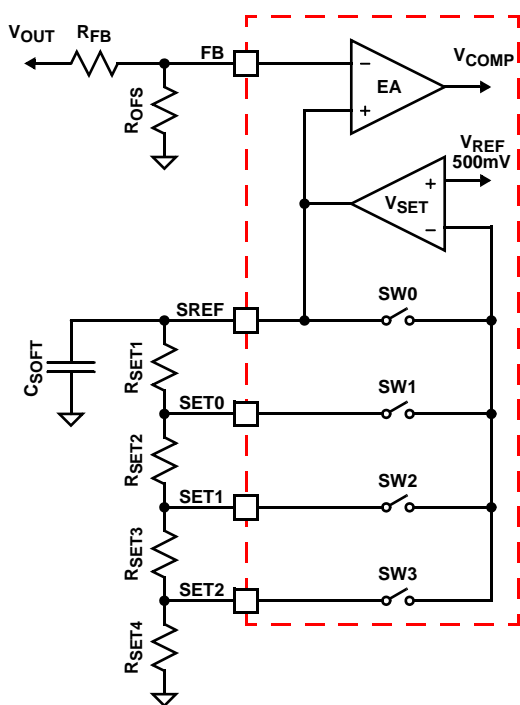 VOUT
RFB
FB
−
EA
+
VCOMP
ROFS
VREF
500mV
+
VSET
−
SREF
SW0
CSOFT
RSET1
SET0
SW1
RSET2
SET1
SW2
RSET3
SET2
SW3
RSET4